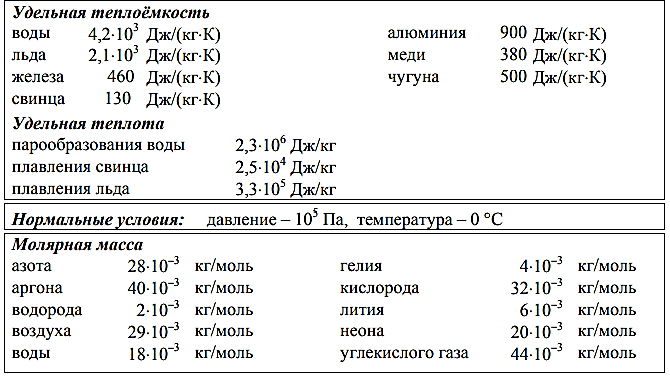 Удельная теплоёмкость
воды 4,2·10³ Дж/(кг·К) алюминия 900 Дж/(кг·К)
льда 2,1·10³ Дж/(кг·К) меди 380 Дж/(кг·К)
железа 460 Дж/(кг·К) чугуна 500 Дж/(кг·К)
свинца 130 Дж/(кг·К)
Удельная теплота
парообразования воды 2,3·10⁶ Дж/кг
плавления свинца 2,5·10⁴ Дж/кг
плавления льда 3,3·10⁵ Дж/кг
Нормальные условия: давление – 10⁵ Па, температура – 0 °С
Молярная масса
азота 28·10⁻³ кг/моль гелия 4·10⁻³ кг/моль
аргона 40·10⁻³ кг/моль кислорода 32·10⁻³ кг/моль
водорода 2·10⁻³ кг/моль лития 6·10⁻³ кг/моль
воздуха 29·10⁻³ кг/моль неона 20·10⁻³ кг/моль
воды 18·10⁻³ кг/моль углекислого газа 44·10⁻³ кг/моль